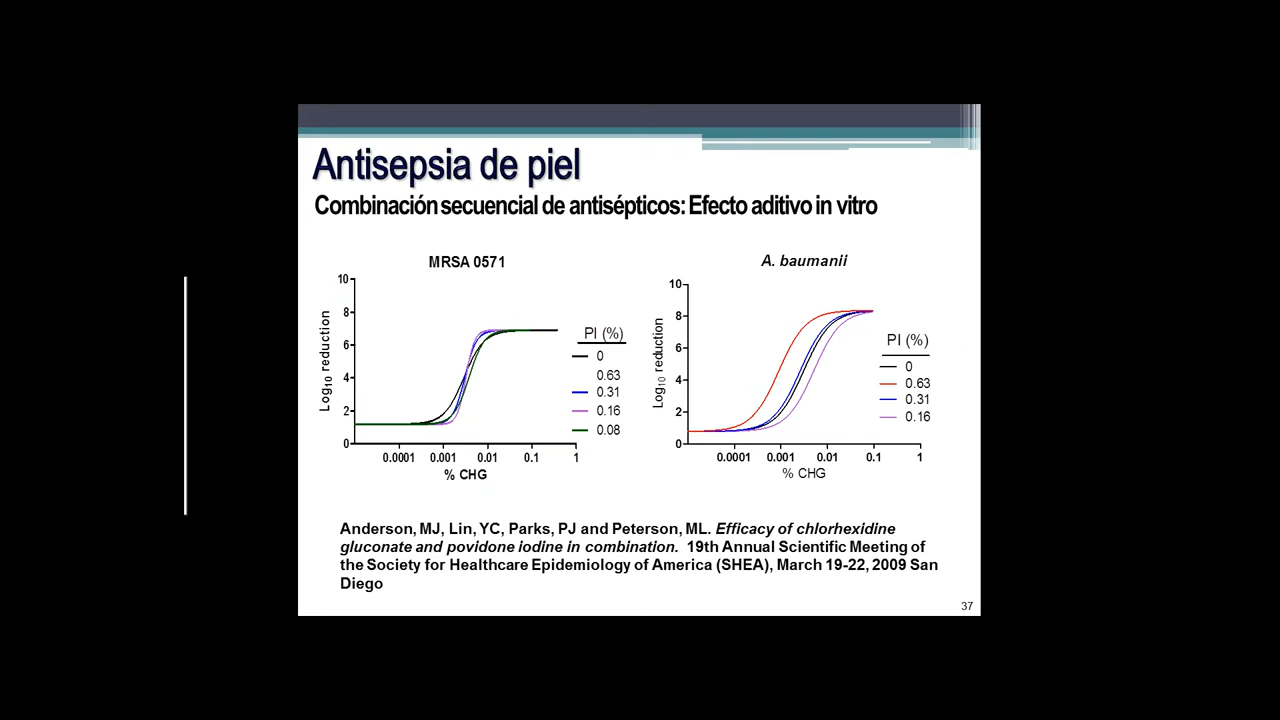 Antisepsia de piel
Combinación secuencial de antisépticos: Efecto aditivo in vitro
MRSA 0571
10
8
6
4
2
0
Log10 reduction
0.0001 0.001 0.01 0.1 1
% CHG
PI (%)
0
0.63
0.31
0.16
0.08
A. baumanii
10
8
6
4
2
0
Log10 reduction
0.0001 0.001 0.01 0.1 1
% CHG
PI (%)
0
0.63
0.31
0.16
Anderson, MJ, Lin, YC, Parks, PJ and Peterson, ML. Efficacy of chlorhexidine
gluconate and povidone iodine in combination. 19th Annual Scientific Meeting of
the Society for Healthcare Epidemiology of America (SHEA), March 19-22, 2009 San
Diego
37